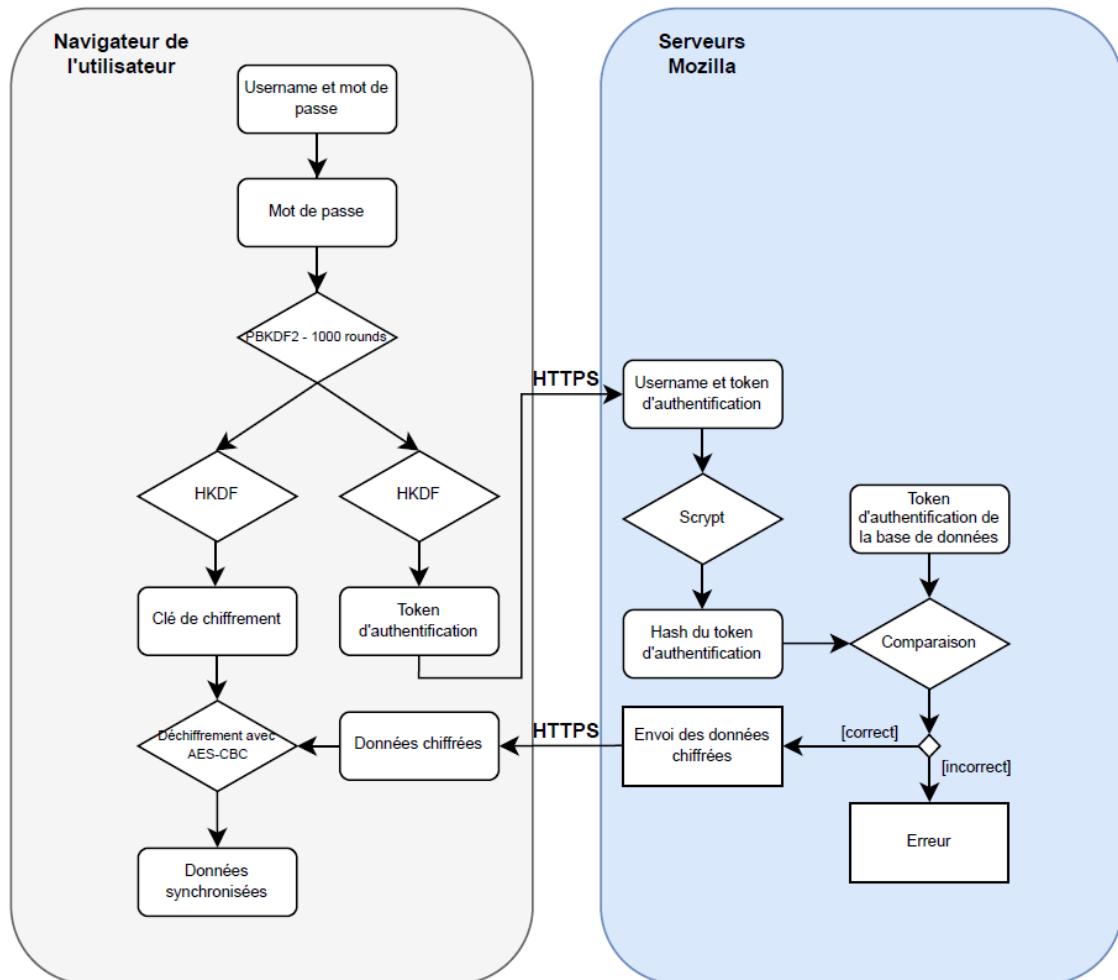 Navigateur de
l'utilisateur
Username et mot de
passe
Mot de passe
PBKDF2 - 1000 rounds
HKDF
HKDF
Clé de chiffrement
Token
d'authentification
Déchiffrement avec
AES-CBC
Données chiffrées
Données
synchronisées
HTTPS
HTTPS
Serveurs
Mozilla
Username et token
d'authentification
Scrypt
Token
d'authentification de
la base de données
Hash du token
d'authentification
Comparaison
Envoi des données
chiffrées
[correct]
[incorrect]
Erreur